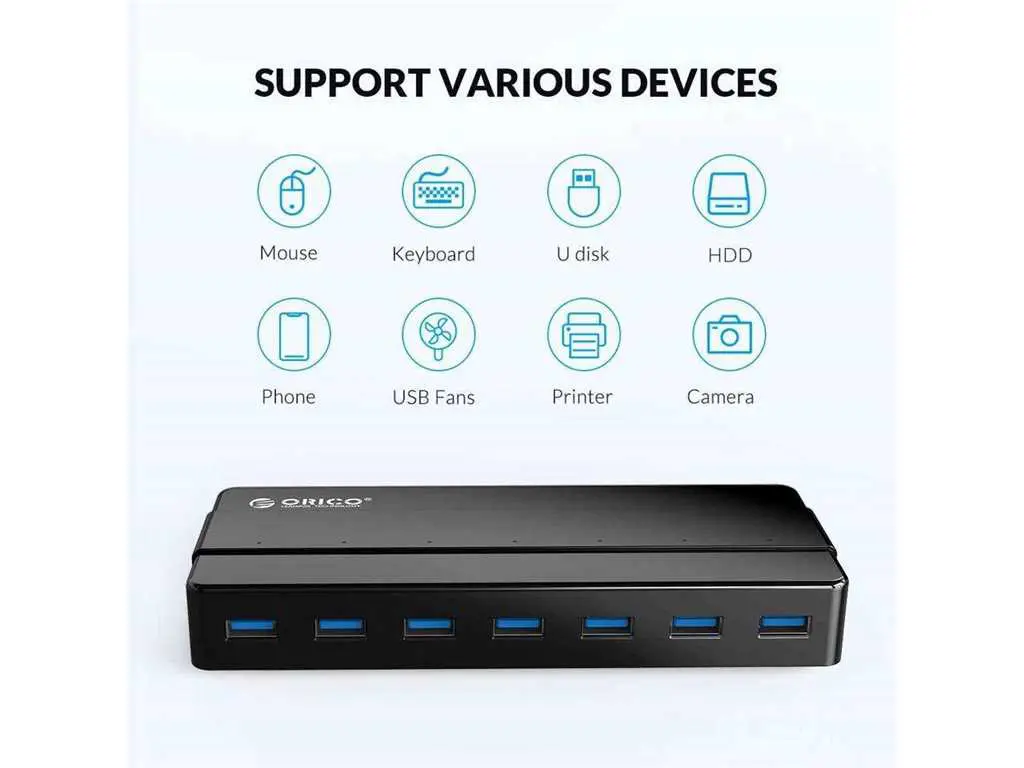 SUPPORT VARIOUS DEVICES
Mouse
Keyboard
U disk
HDD
Phone
USB Fans
Printer
Camera
ORICO®